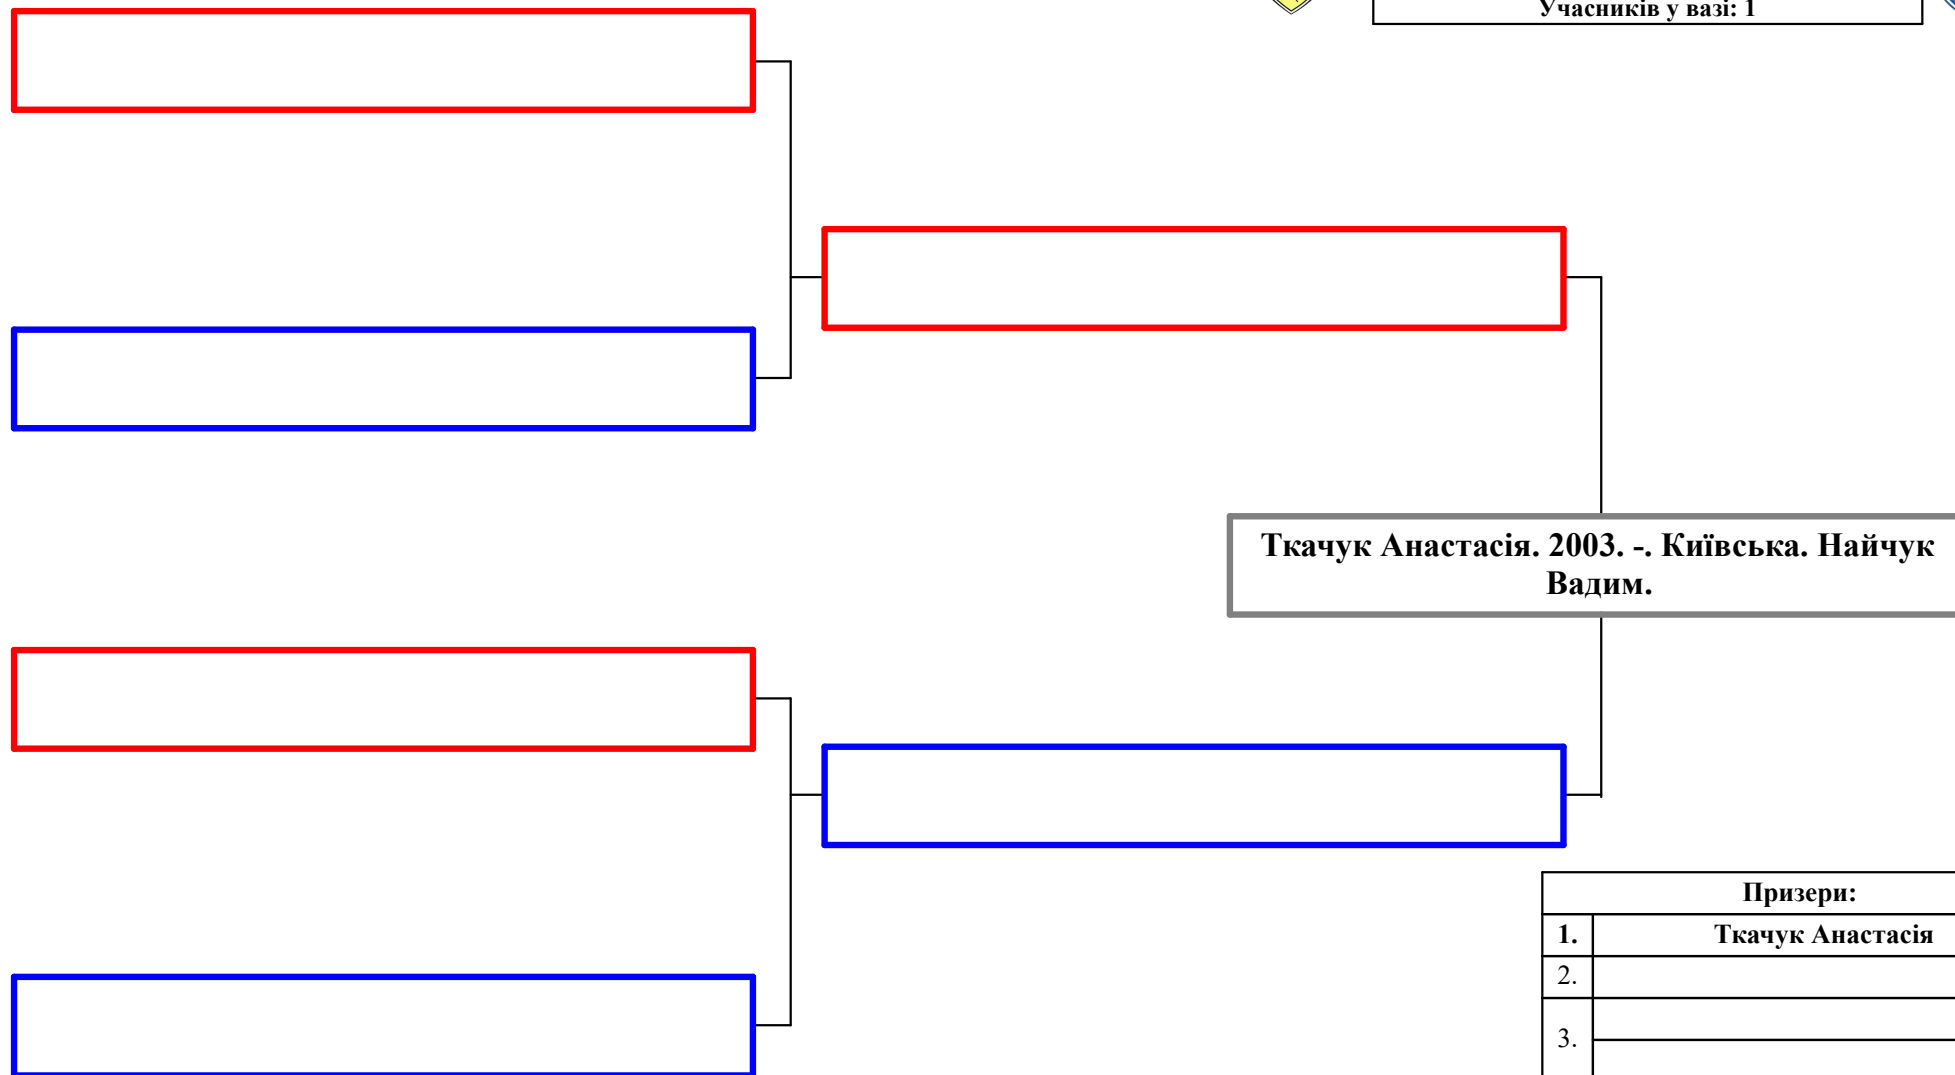 Учасників у вазі: 1
Ткачук Анастасія. 2003. -. Київська. Найчук
Вадим.
Призери:
1. Ткачук Анастасія
2.
3.